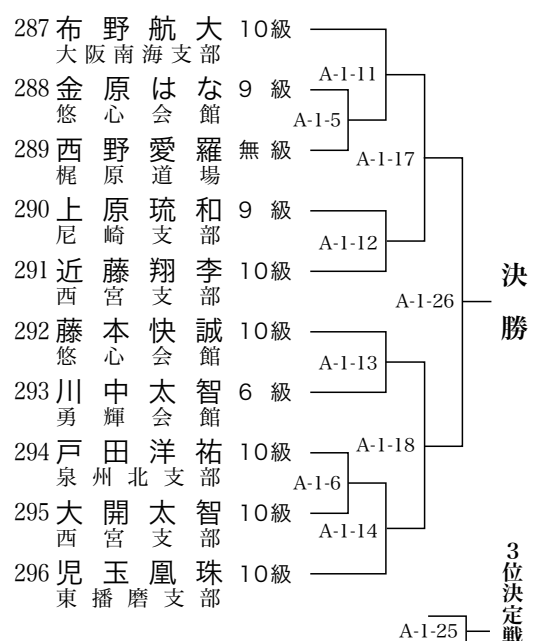 287 布野航大 10級
大阪南海支部
288 金原はな 9級
悠心会館
289 西野愛羅 無級
梶原道場
290 上原琉和 9級
尼崎支部
291 近藤翔李 10級
西宮支部
292 藤本快誠 10級
悠心会館
293 川中太智 6級
勇輝会館
294 戸田洋祐 10級
泉州北支部
295 大開太智 10級
西宮支部
296 児玉凰珠 10級
東播磨支部
A-1-11
A-1-5
A-1-17
A-1-12
A-1-26
A-1-13
A-1-18
A-1-6
A-1-14
決勝
3位決定戦
A-1-25